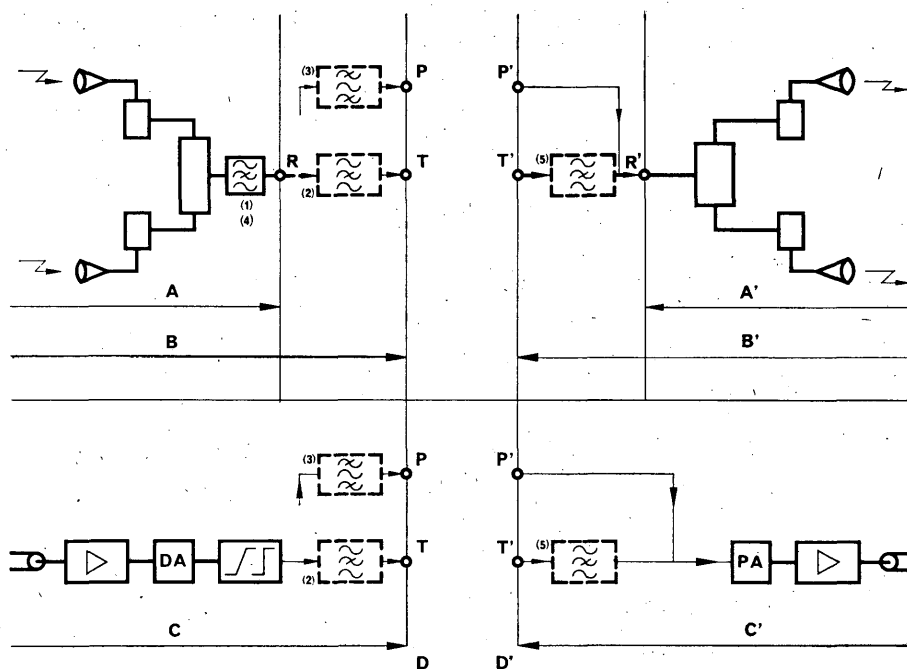 (3) P P'
R T T' (5) R'
(2)
(1)
(4)
A A'
B B'
(3) P P'
T T' (5)
DA (2) PA
C C'
D D'